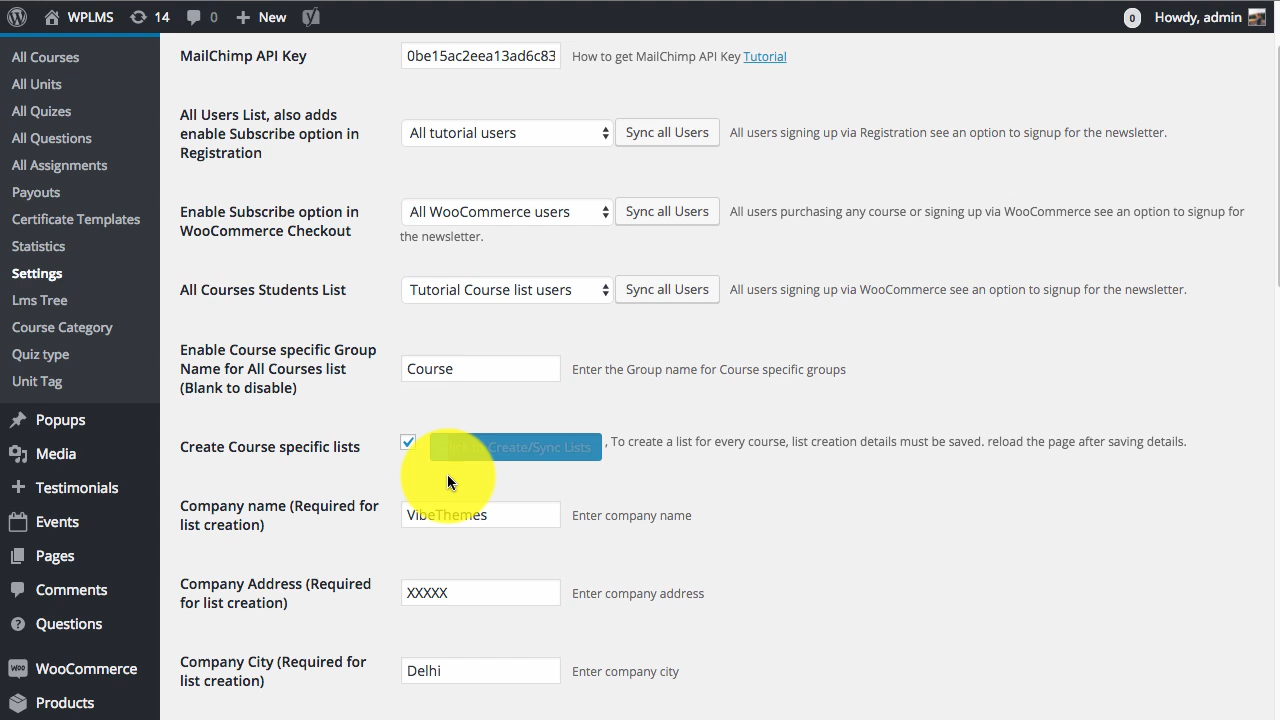 WPLMS 14 0 New 0 Howdy, admin
All Courses
All Units
All Quizes
All Questions
All Assignments
Payouts
Certificate Templates
Statistics
Settings
Lms Tree
Course Category
Quiz type
Unit Tag
Popups
Media
Testimonials
Events
Pages
Comments
Questions
WooCommerce
Products
MailChimp API Key
0be15ac2eea13ad6c83
How to get MailChimp API Key Tutorial
All Users List, also adds
enable Subscribe option in
Registration
All tutorial users
Sync all Users
All users signing up via Registration see an option to signup for the newsletter.
Enable Subscribe option in
WooCommerce Checkout
All WooCommerce users
Sync all Users
All users purchasing any course or signing up via WooCommerce see an option to signup for
the newsletter.
All Courses Students List
Tutorial Course list users
Sync all Users
All users signing up via WooCommerce see an option to signup for the newsletter.
Enable Course specific Group
Name for All Courses list
(Blank to disable)
Course
Enter the Group name for Course specific groups
Create Course specific lists
Create/Sync Lists
, To create a list for every course, list creation details must be saved. reload the page after saving details.
Company name (Required for
list creation)
VibeThemes
Enter company name
Company Address (Required
for list creation)
XXXXX
Enter company address
Company City (Required for
list creation)
Delhi
Enter company city